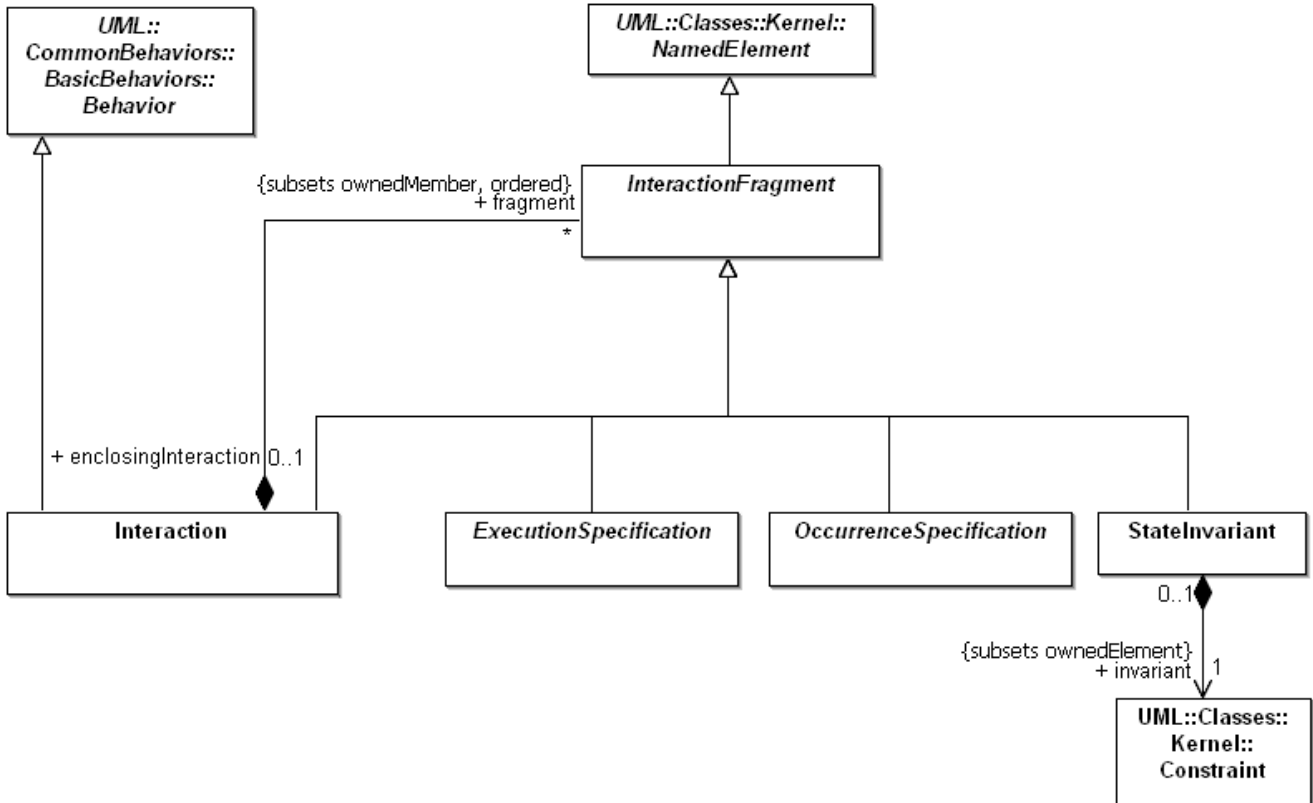 UML::
CommonBehaviors::
BasicBehaviors::
Behavior
UML::Classes::Kernel::
NamedElement
{subsets ownedMember, ordered}
+ fragment
*
InteractionFragment
+ enclosingInteraction
0..1
Interaction
ExecutionSpecification
OccurrenceSpecification
StateInvariant
0..1
{subsets ownedElement}
+ invariant
1
UML::Classes::
Kernel::
Constraint